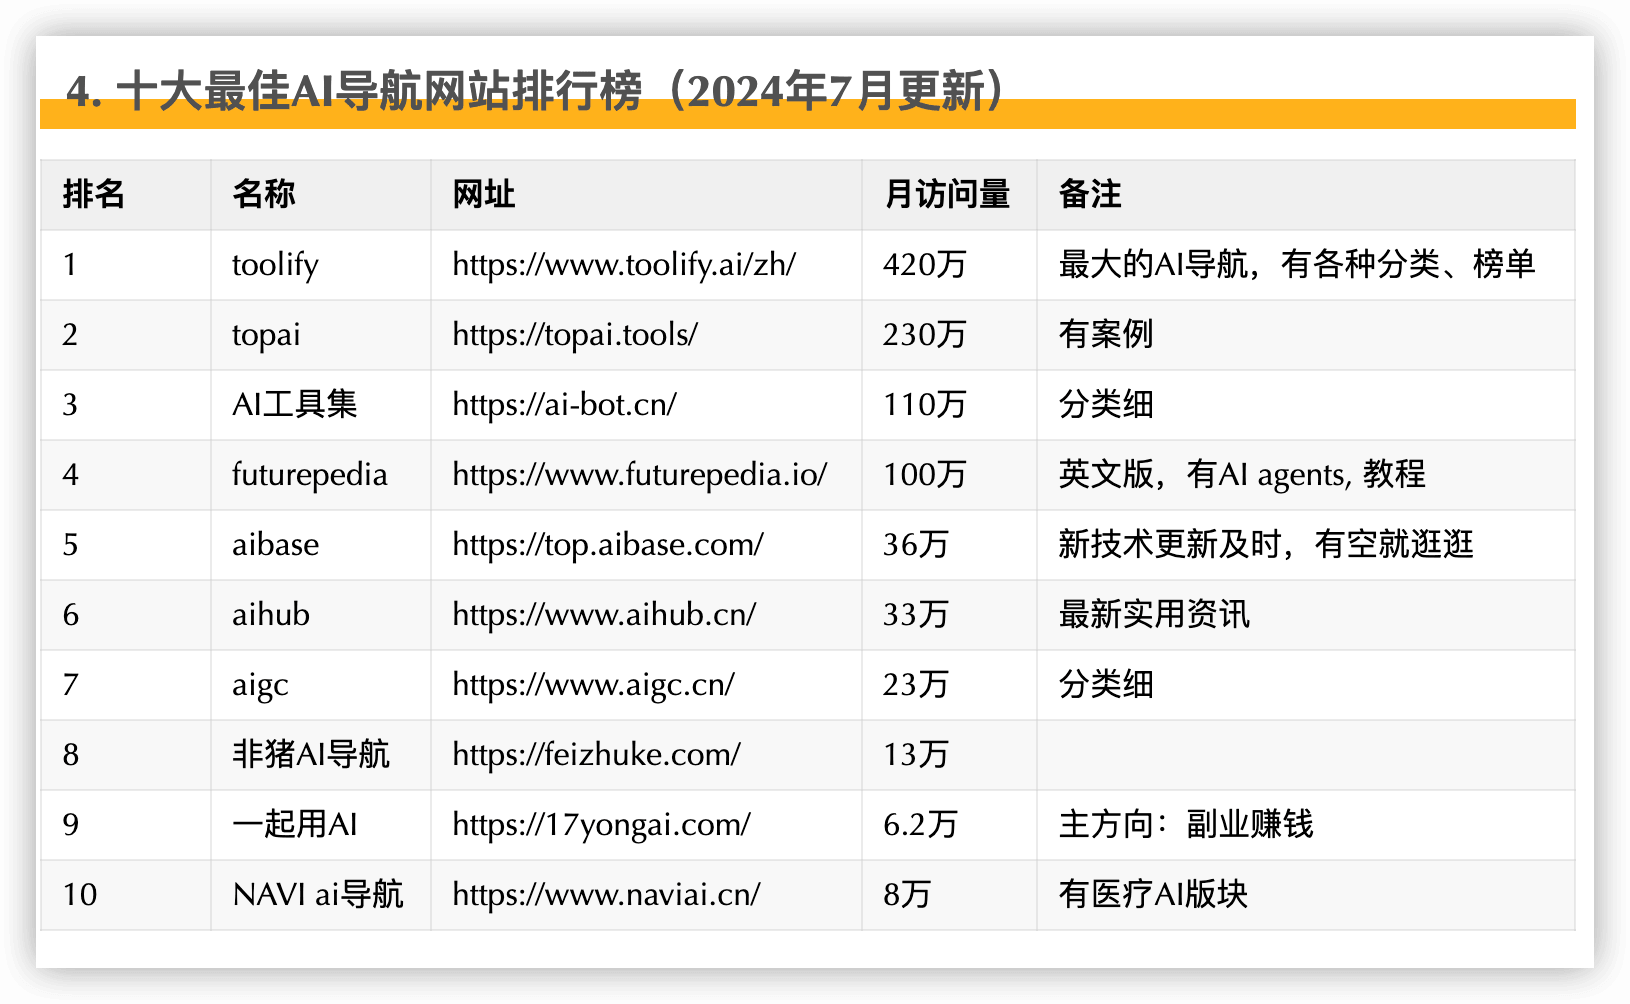 4. 十大最佳AI导航网站排行榜（2024年7月更新）
排名 名称 网址 月访问量 备注
1 toolify https://www.toolify.ai/zh/ 420万 最大的AI导航，有各种分类、榜单
2 topai https://topai.tools/ 230万 有案例
3 AI工具集 https://ai-bot.cn/ 110万 分类细
4 futurepedia https://www.futurepedia.io/ 100万 英文版，有AI agents, 教程
5 aibase https://top.aibase.com/ 36万 新技术更新及时，有空就逛逛
6 aihub https://www.aihub.cn/ 33万 最新实用资讯
7 aigc https://www.aigc.cn/ 23万 分类细
8 非猪AI导航 https://feizhuke.com/ 13万
9 一起用AI https://17yongai.com/ 6.2万 主方向：副业赚钱
10 NAVI ai导航 https://www.naviai.cn/ 8万 有医疗AI版块